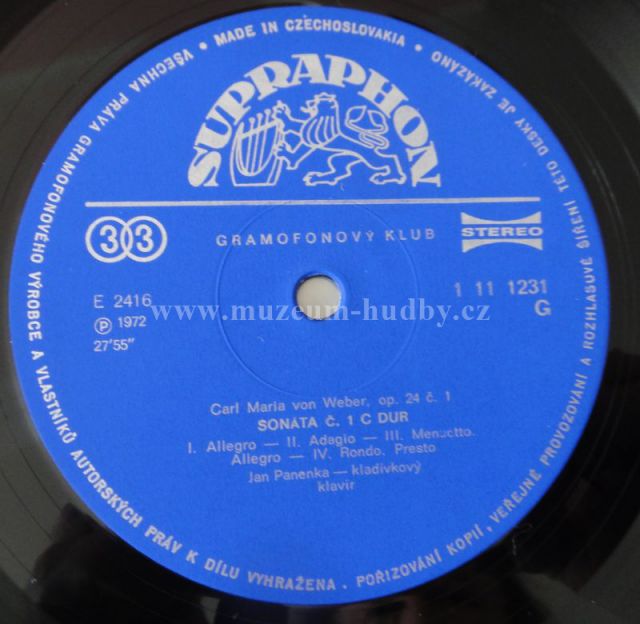 VŠECHNA PRÁVA GRAMOFONOVÉHO VÝROBCE A VLASTNÍKŮ AUTORSKÝCH PRÁV K DÍLU VYHRAŽENA . POŘIZOVÁNÍ KOPIÍ, VEŘEJNÉ PROVOZOVÁNÍ A ROZHLASOVÉ ŠÍŘENÍ TÉTO DESKY JE ZAKÁZÁNO
• MADE IN CZECHOSLOVAKIA •
SUPRAPHON
33
GRAMOFONOVÝ KLUB
STEREO
E 2416
1 11 1231
G
Ⓟ 1972
27′55″
www.muzeum-hudby.cz
Carl Maria von Weber, op. 24 č. 1
SONATA č. 1 C DUR
I. Allegro — II. Adagio — III. Menuetto.
Allegro — IV. Rondo. Presto
Jan Panenka — kladívkový
klavír